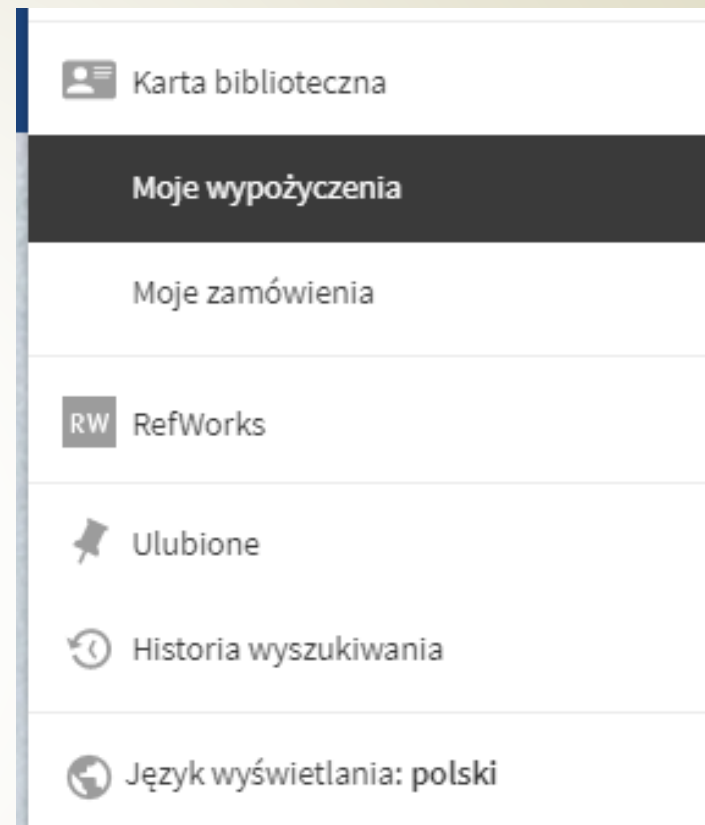 Karta biblioteczna
Moje wypożyczenia
Moje zamówienia
RW RefWorks
Ulubione
Historia wyszukiwania
Język wyświetlania: polski